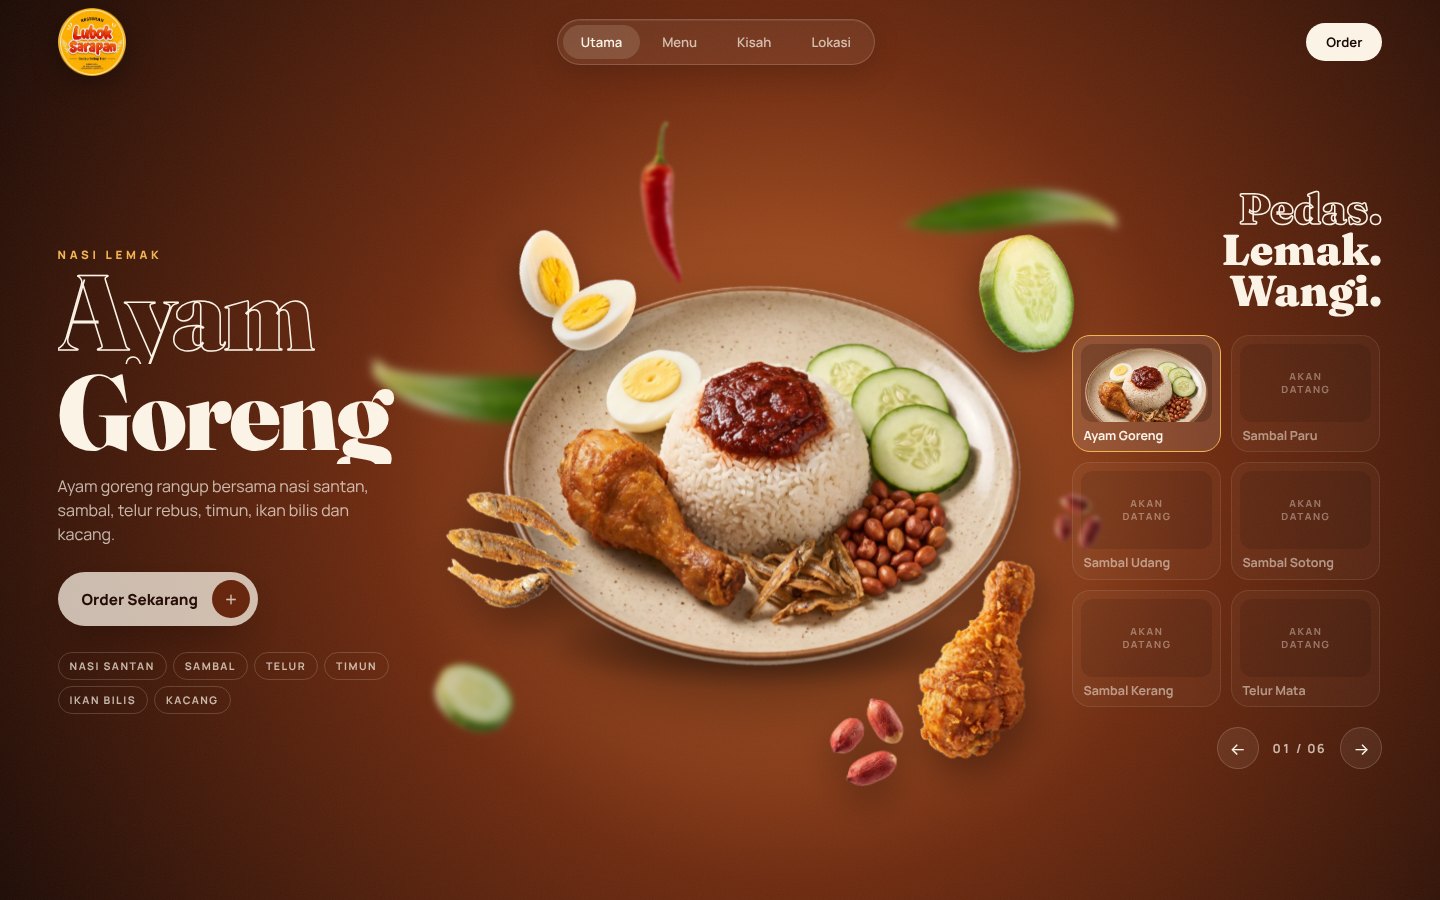 RESTORAN
Lubok
Sarapan
Utama
Menu
Kisah
Lokasi
Order
NASI LEMAK
Ayam
Goreng
Ayam goreng rangup bersama nasi santan,
sambal, telur rebus, timun, ikan bilis dan
kacang.
Order Sekarang +
NASI SANTAN
SAMBAL
TELUR
TIMUN
IKAN BILIS
KACANG
Pedas.
Lemak.
Wangi.
Ayam Goreng
AKAN
DATANG
Sambal Paru
AKAN
DATANG
Sambal Udang
AKAN
DATANG
Sambal Sotong
AKAN
DATANG
Sambal Kerang
AKAN
DATANG
Telur Mata
← 01 / 06 →